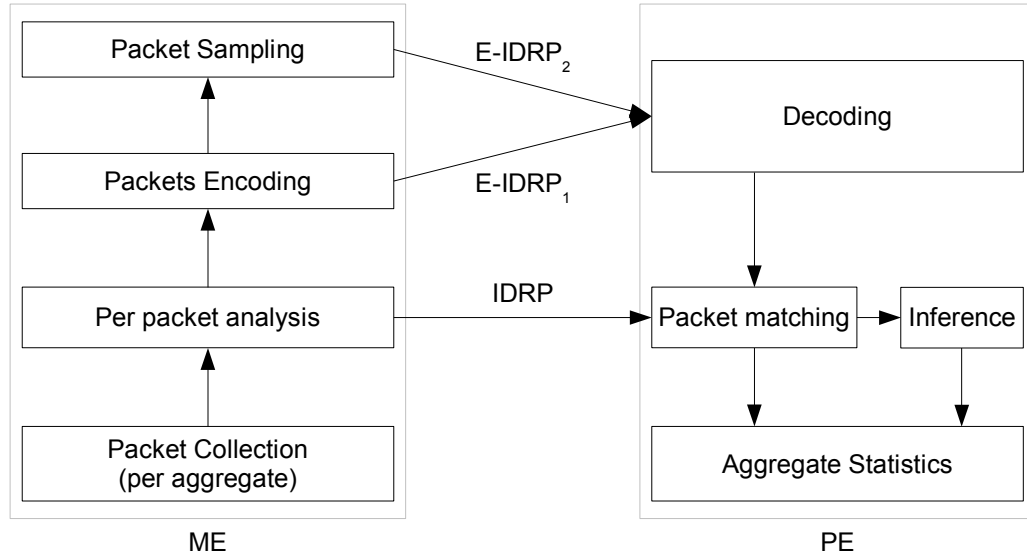 Packet Sampling
E-IDRP2
Decoding
Packets Encoding
E-IDRP1
Per packet analysis
IDRP
Packet matching
Inference
Packet Collection
(per aggregate)
Aggregate Statistics
ME
PE